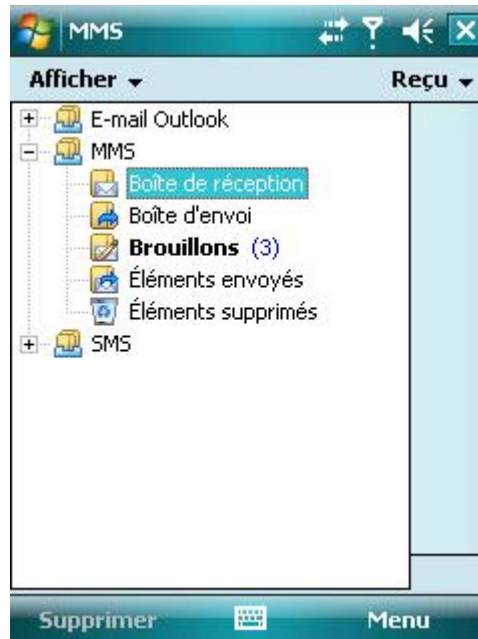 MMS
Afficher Reçu
E-mail Outlook
MMS
Boîte de réception
Boîte d'envoi
Brouillons (3)
Éléments envoyés
Éléments supprimés
SMS
Supprimer Menu